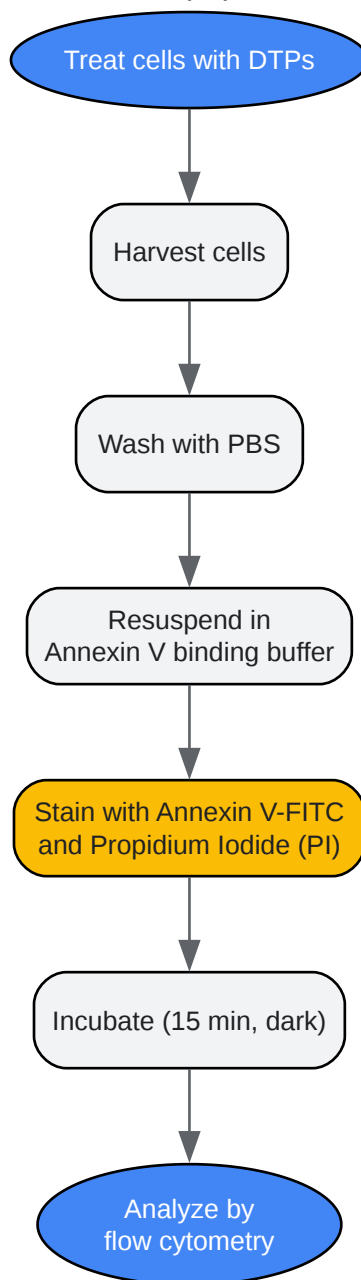 Treat cells with DTPs
Harvest cells
Wash with PBS
Resuspend in
Annexin V binding buffer
Stain with Annexin V-FITC
and Propidium Iodide (PI)
Incubate (15 min, dark)
Analyze by
flow cytometry